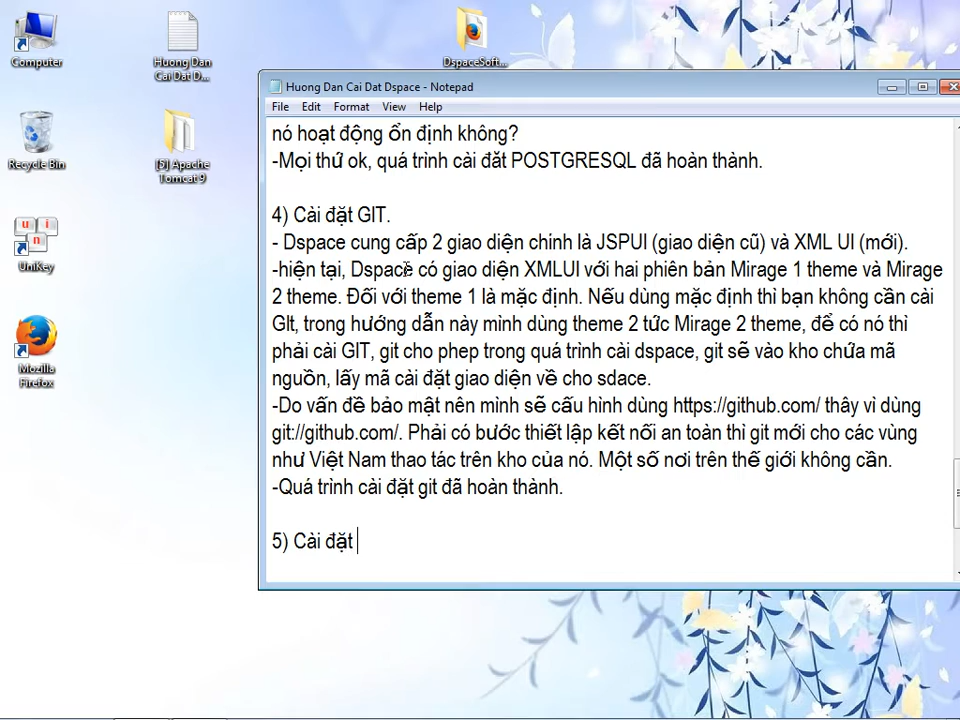 Computer
Huong Dan
Cai Dat D...
DspaceSoft...
Recycle Bin
[5] Apache
Tomcat 9
u i
n
UniKey
Mozilla
Firefox
Huong Dan Cai Dat Dspace - Notepad
File Edit Format View Help
nó hoạt động ổn định không?
-Mọi thứ ok, quá trình cài đăt POSTGRESQL đã hoàn thành.
4) Cài đặt GIT.
- Dspace cung cấp 2 giao diện chính là JSPUI (giao diện cũ) và XML UI (mới).
-hiện tại, Dspace có giao diện XMLUI với hai phiên bản Mirage 1 theme và Mirage
2 theme. Đối với theme 1 là mặc định. Nếu dùng mặc định thì bạn không cần cài
GIt, trong hướng dẫn này mình dùng theme 2 tức Mirage 2 theme, để có nó thì
phải cài GIT, git cho phep trong quá trình cài dspace, git sẽ vào kho chứa mã
nguồn, lấy mã cài đặt giao diện về cho sdace.
-Do vấn đề bảo mật nên mình sẽ cấu hình dùng https://github.com/ thây vì dùng
git://github.com/. Phải có bước thiết lập kết nối an toàn thì git mới cho các vùng
như Việt Nam thao tác trên kho của nó. Một số nơi trên thế giới không cần.
-Quá trình cài đặt git đã hoàn thành.
5) Cài đặt